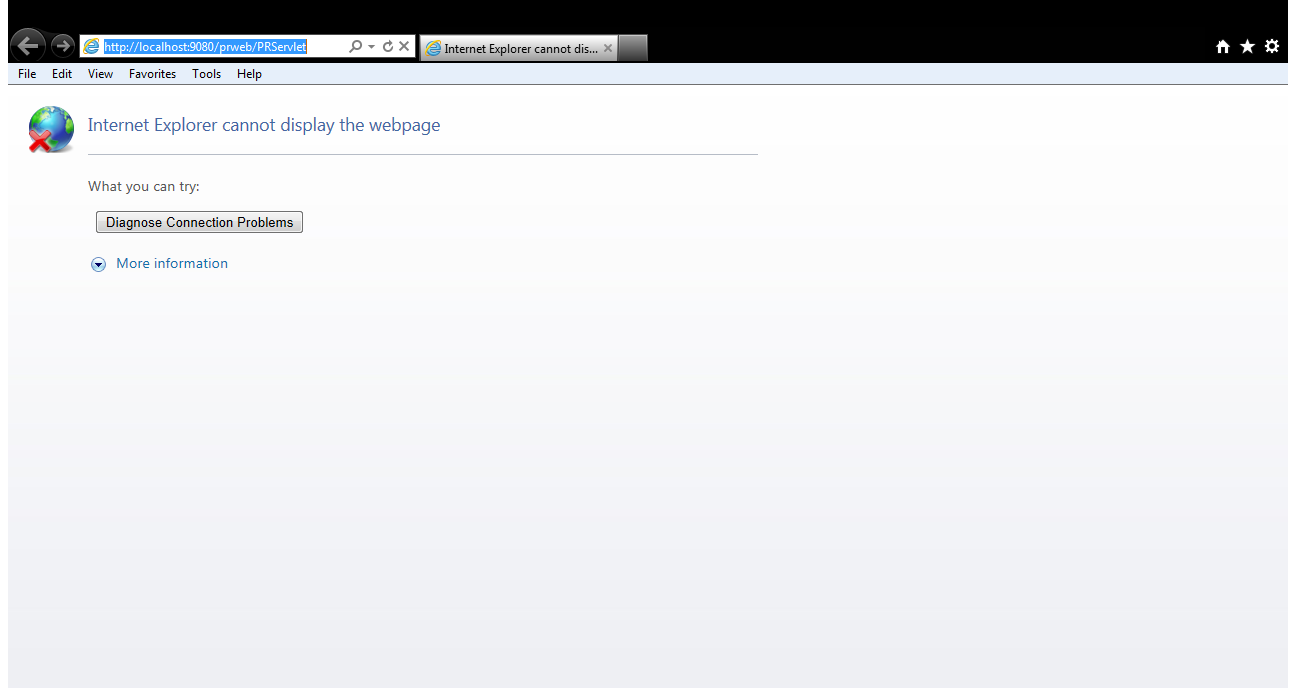 http://localhost:9080/prweb/PRServlet
Internet Explorer cannot dis...
File Edit View Favorites Tools Help
Internet Explorer cannot display the webpage
What you can try:
Diagnose Connection Problems
More information